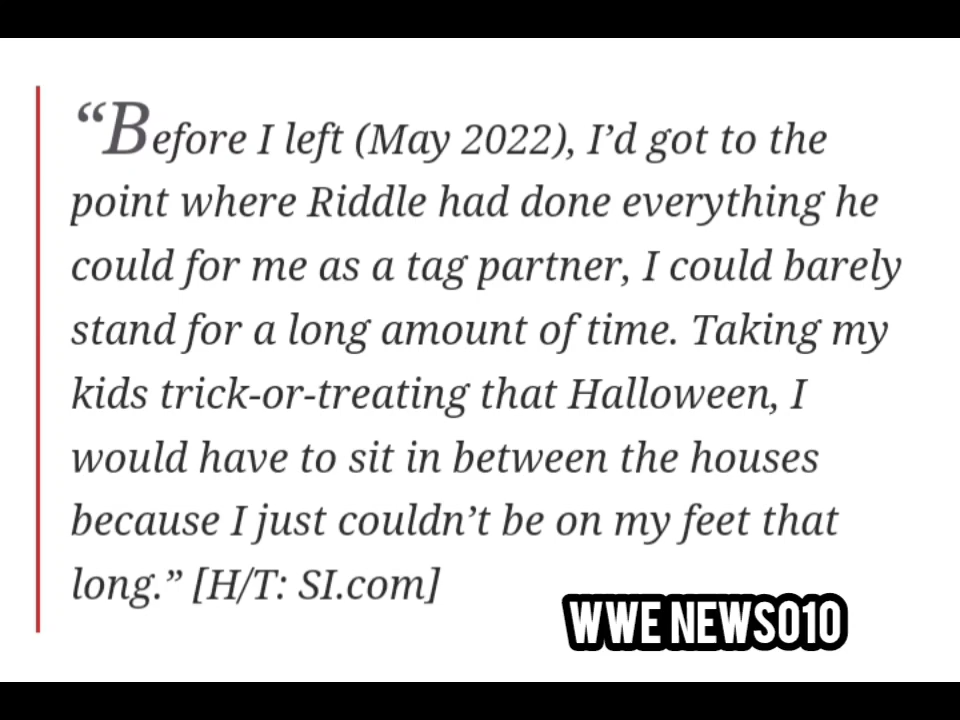 “Before I left (May 2022), I’d got to the
point where Riddle had done everything he
could for me as a tag partner, I could barely
stand for a long amount of time. Taking my
kids trick-or-treating that Halloween, I
would have to sit in between the houses
because I just couldn’t be on my feet that
long.” [H/T: SI.com]
WWE NEWS010